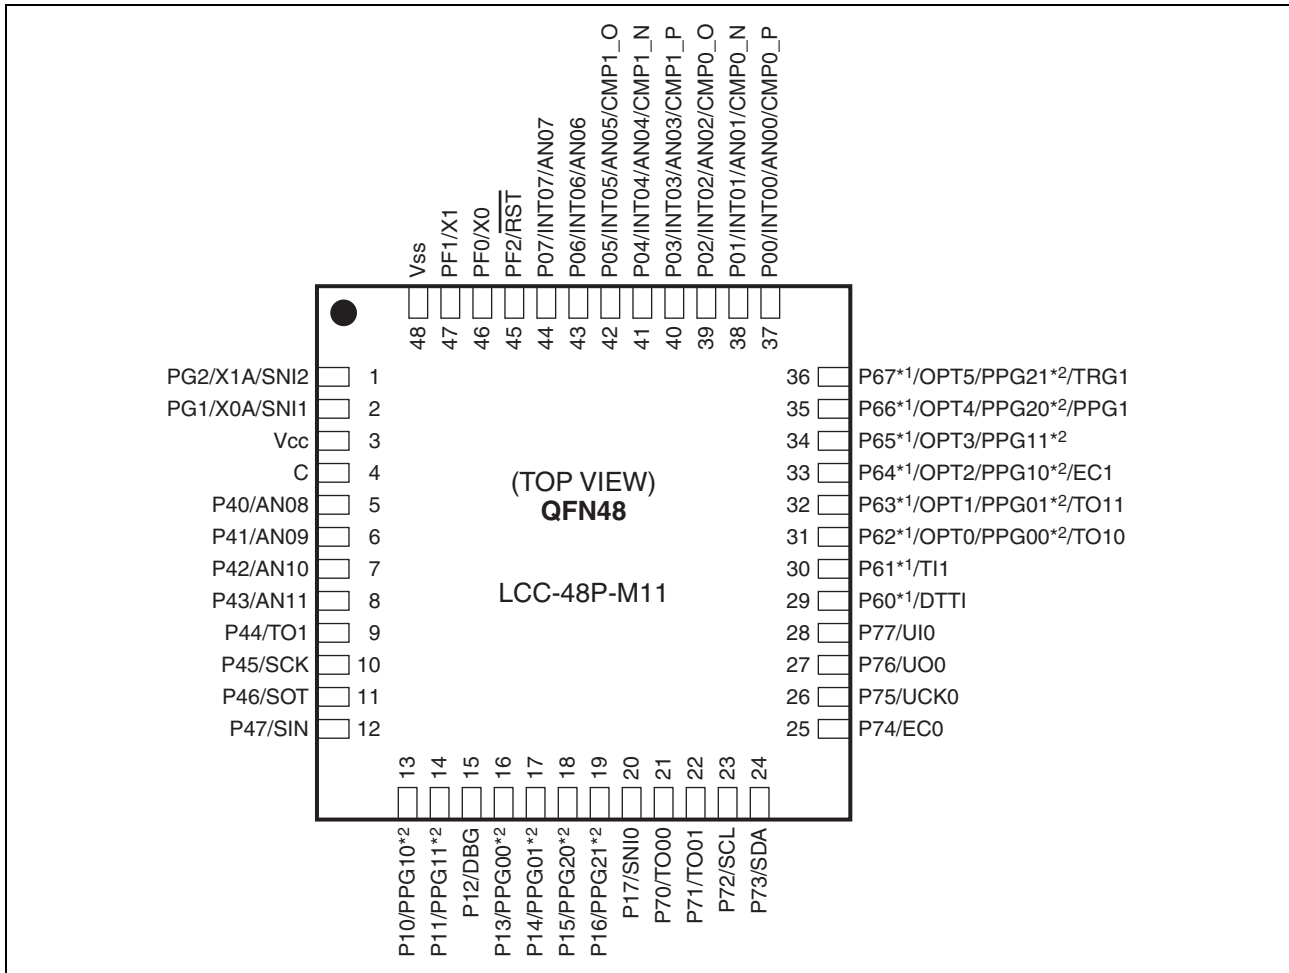 Vss
PF1/X1
PF0/X0
PF2/RST
P07/INT07/AN07
P06/INT06/AN06
P05/INT05/AN05/CMP1_O
P04/INT04/AN04/CMP1_N
P03/INT03/AN03/CMP1_P
P02/INT02/AN02/CMP0_O
P01/INT01/AN01/CMP0_N
P00/INT00/AN00/CMP0_P
48
47
46
45
44
43
42
41
40
39
38
37
PG2/X1A/SNI2 1
PG1/X0A/SNI1 2
Vcc 3
C 4
P40/AN08 5
P41/AN09 6
P42/AN10 7
P43/AN11 8
P44/TO1 9
P45/SCK 10
P46/SOT 11
P47/SIN 12
(TOP VIEW)
QFN48
LCC-48P-M11
36 P67*1/OPT5/PPG21*2/TRG1
35 P66*1/OPT4/PPG20*2/PPG1
34 P65*1/OPT3/PPG11*2
33 P64*1/OPT2/PPG10*2/EC1
32 P63*1/OPT1/PPG01*2/TO11
31 P62*1/OPT0/PPG00*2/TO10
30 P61*1/TI1
29 P60*1/DTTI
28 P77/UI0
27 P76/UO0
26 P75/UCK0
25 P74/EC0
13
14
15
16
17
18
19
20
21
22
23
24
P10/PPG10*2
P11/PPG11*2
P12/DBG
P13/PPG00*2
P14/PPG01*2
P15/PPG20*2
P16/PPG21*2
P17/SNI0
P70/TO00
P71/TO01
P72/SCL
P73/SDA